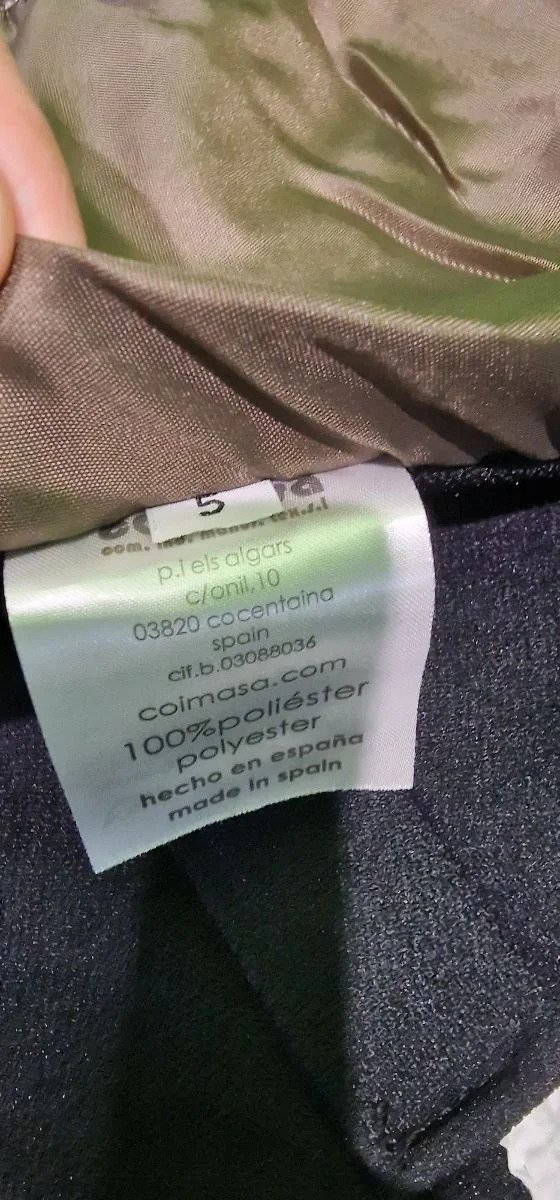 5
com.
p.i els algars
c/onil,10
03820 cocentaina
spain
cif.b.03088036
coimasa.com
100%poliéster
polyester
hecho en españa
made in spain